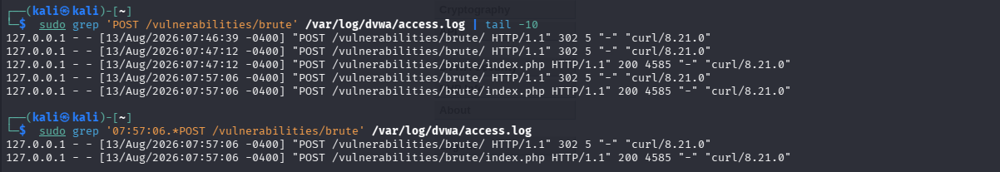 ┌──(kali㉿kali)-[~]
└─$ sudo grep 'POST /vulnerabilities/brute' /var/log/dvwa/access.log | tail -10
127.0.0.1 - - [13/Aug/2026:07:46:39 -0400] "POST /vulnerabilities/brute/ HTTP/1.1" 302 5 "-" "curl/8.21.0"
127.0.0.1 - - [13/Aug/2026:07:47:12 -0400] "POST /vulnerabilities/brute/ HTTP/1.1" 302 5 "-" "curl/8.21.0"
127.0.0.1 - - [13/Aug/2026:07:47:12 -0400] "POST /vulnerabilities/brute/index.php HTTP/1.1" 200 4585 "-" "curl/8.21.0"
127.0.0.1 - - [13/Aug/2026:07:57:06 -0400] "POST /vulnerabilities/brute/ HTTP/1.1" 302 5 "-" "curl/8.21.0"
127.0.0.1 - - [13/Aug/2026:07:57:06 -0400] "POST /vulnerabilities/brute/index.php HTTP/1.1" 200 4585 "-" "curl/8.21.0"
┌──(kali㉿kali)-[~]
└─$ sudo grep '07:57:06.*POST /vulnerabilities/brute' /var/log/dvwa/access.log
127.0.0.1 - - [13/Aug/2026:07:57:06 -0400] "POST /vulnerabilities/brute/ HTTP/1.1" 302 5 "-" "curl/8.21.0"
127.0.0.1 - - [13/Aug/2026:07:57:06 -0400] "POST /vulnerabilities/brute/index.php HTTP/1.1" 200 4585 "-" "curl/8.21.0"
Cryptography
About